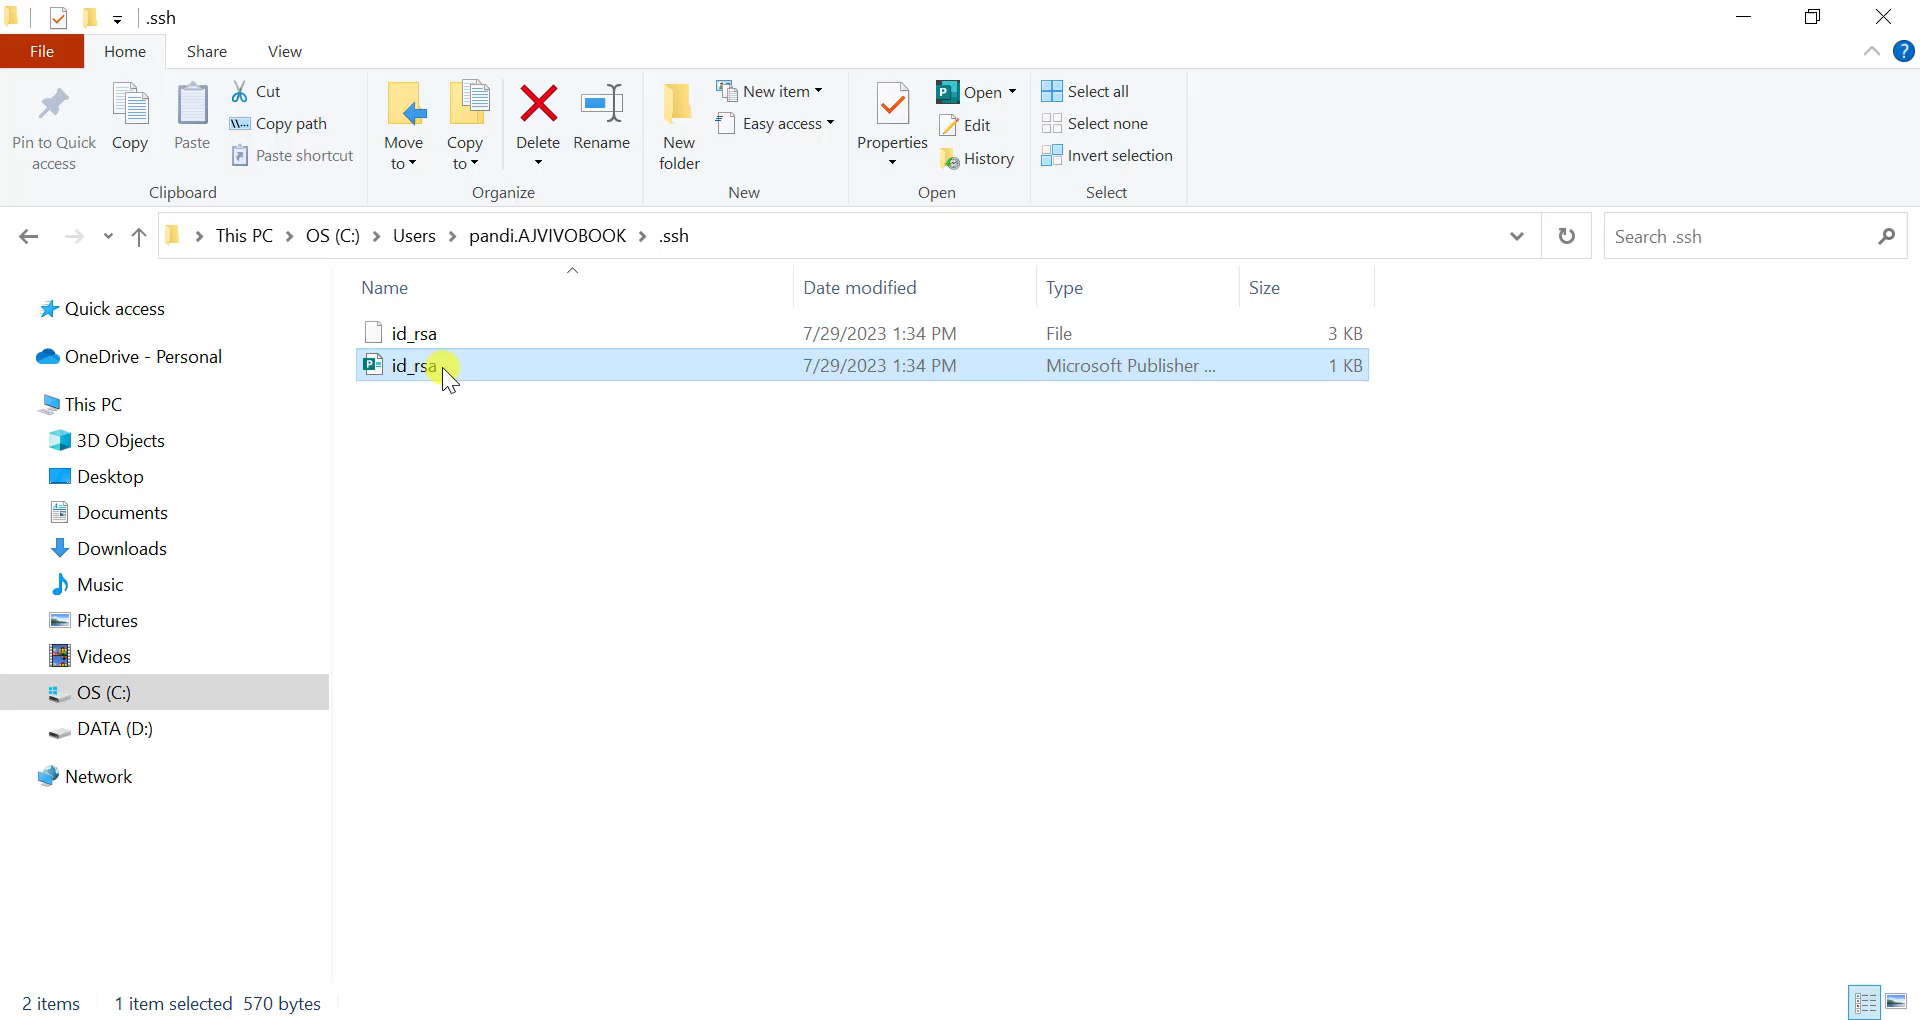 .ssh
File
Home
Share
View
Pin to Quick access
Copy
Paste
Cut
Copy path
Paste shortcut
Clipboard
Move to
Copy to
Delete
Rename
Organize
New folder
New item
Easy access
New
Properties
Open
Edit
History
Open
Select all
Select none
Invert selection
Select
This PC > OS (C:) > Users > pandi.AJVIVOBOOK > .ssh
Search .ssh
Quick access
OneDrive - Personal
This PC
3D Objects
Desktop
Documents
Downloads
Music
Pictures
Videos
OS (C:)
DATA (D:)
Network
Name Date modified Type Size
id_rsa 7/29/2023 1:34 PM File 3 KB
id_rsa 7/29/2023 1:34 PM Microsoft Publisher ... 1 KB
2 items 1 item selected 570 bytes